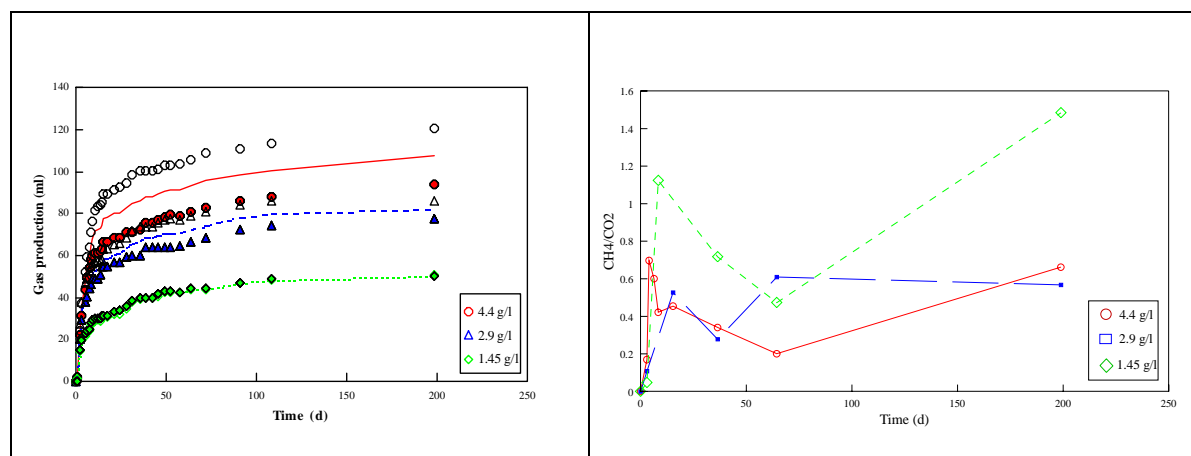 140
120
100
80
60
40
20
0
0 50 100 150 200 250
Gas production (ml)
Time (d)
4.4 g/l
2.9 g/l
1.45 g/l
1.6
1.4
1.2
1
0.8
0.6
0.4
0.2
0
0 50 100 150 200 250
CH4/CO2
Time (d)
4.4 g/l
2.9 g/l
1.45 g/l